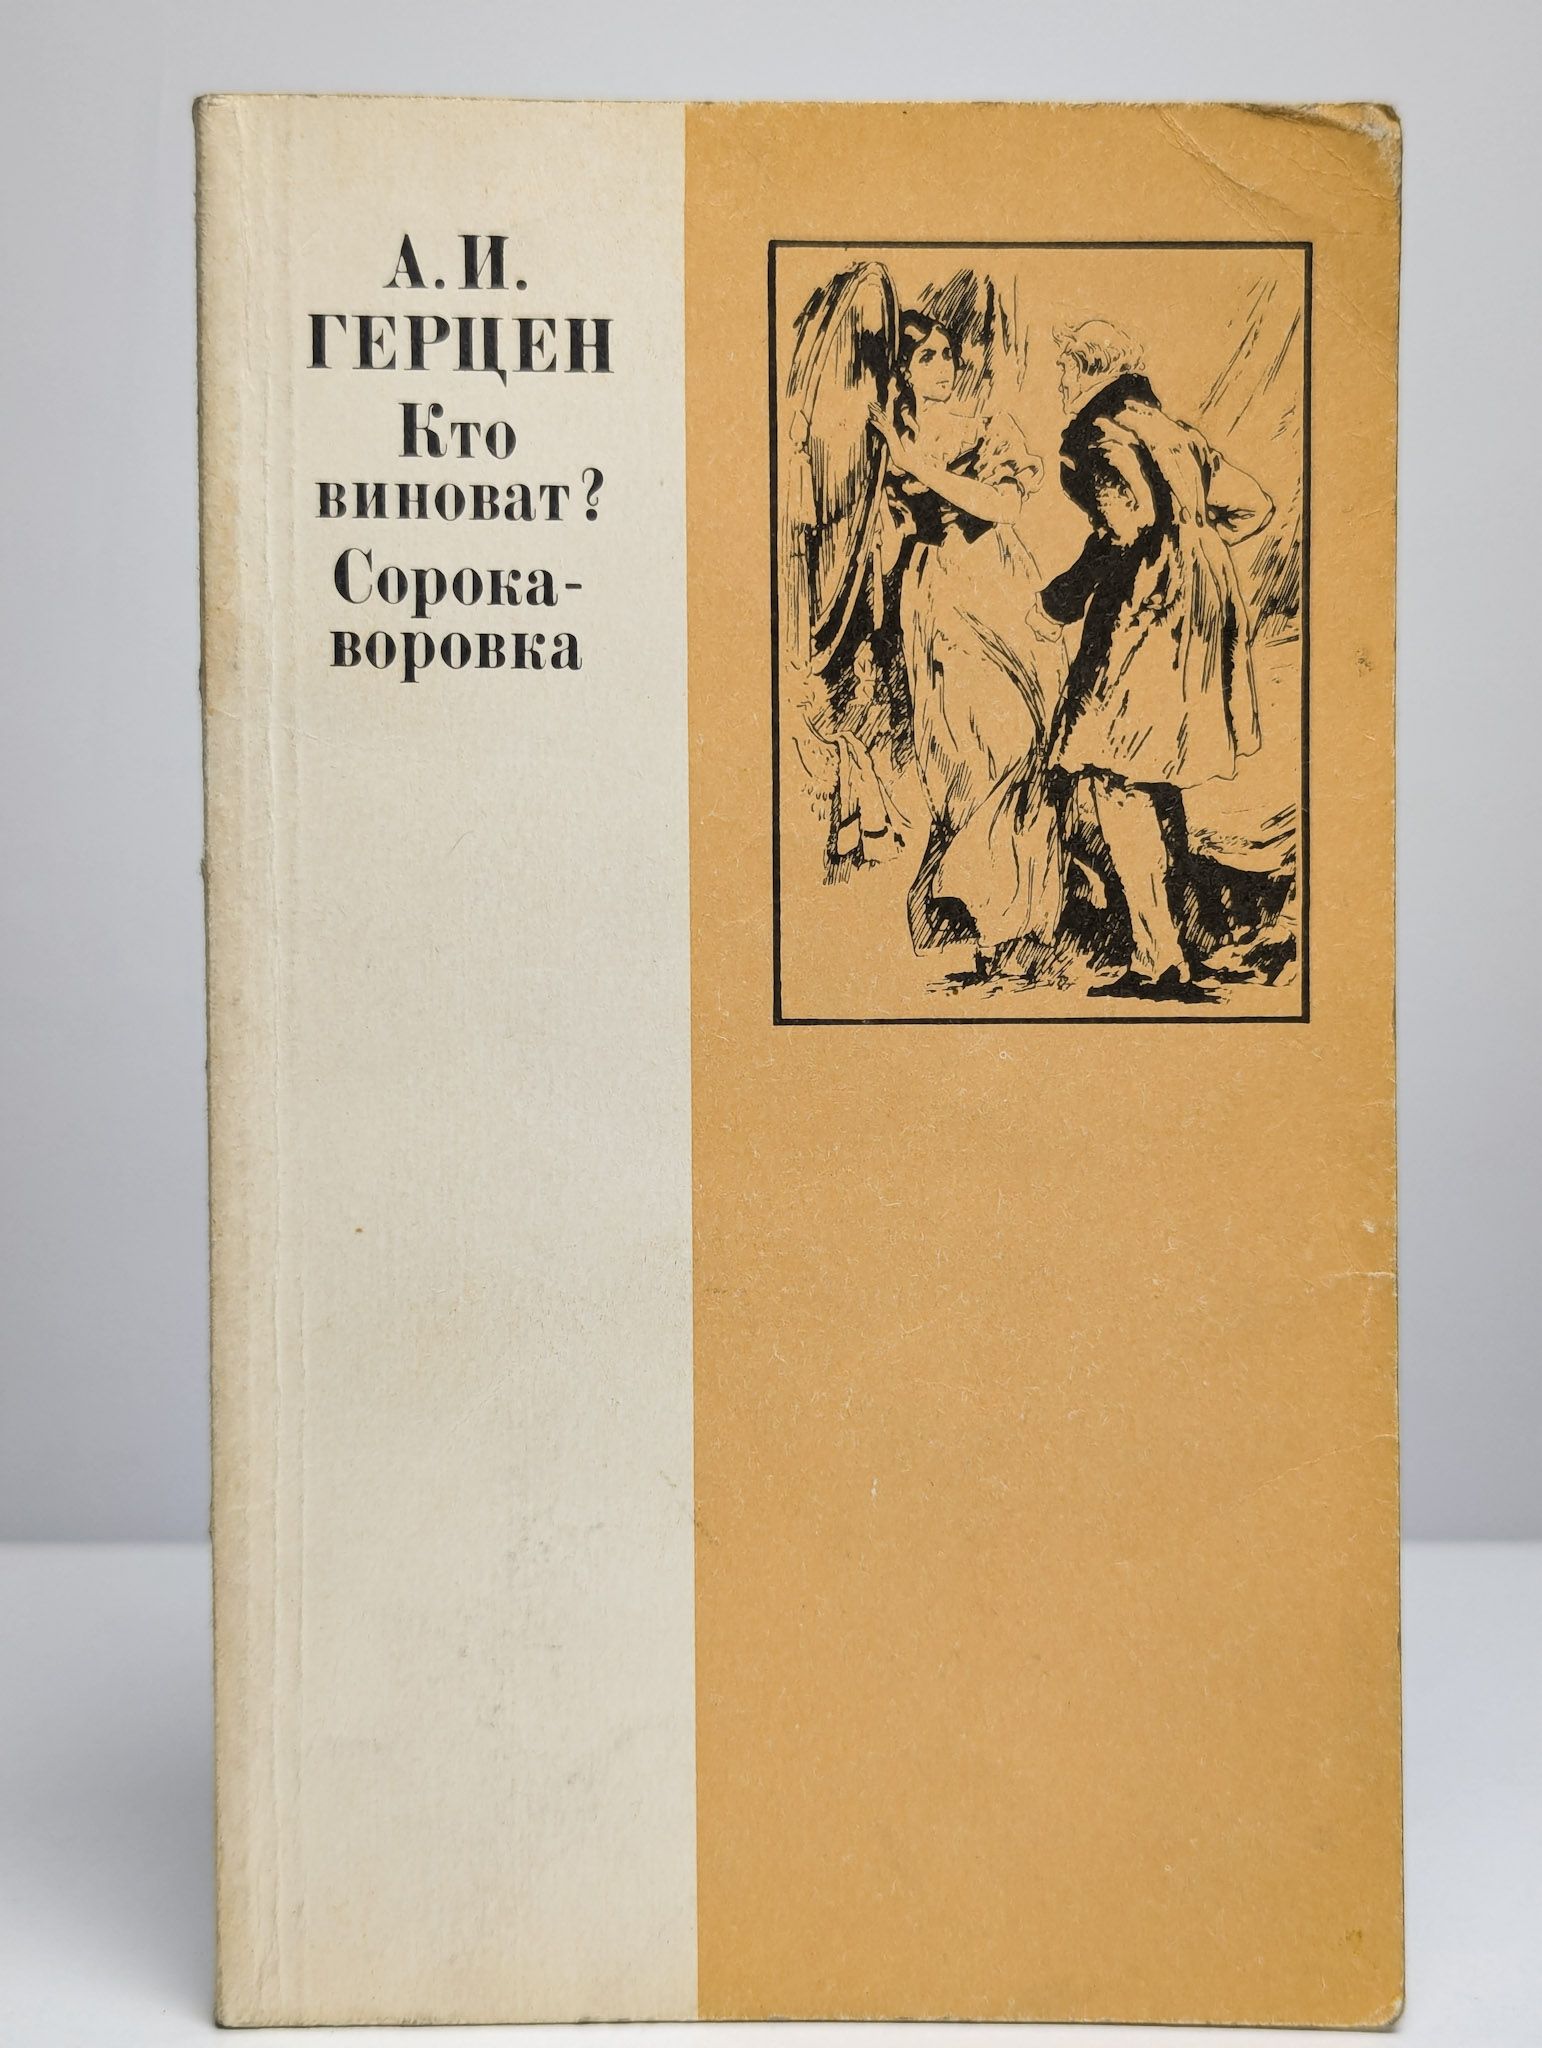 А. И.
ГЕРЦЕН
Кто
виноват?
Сорока-
воровка